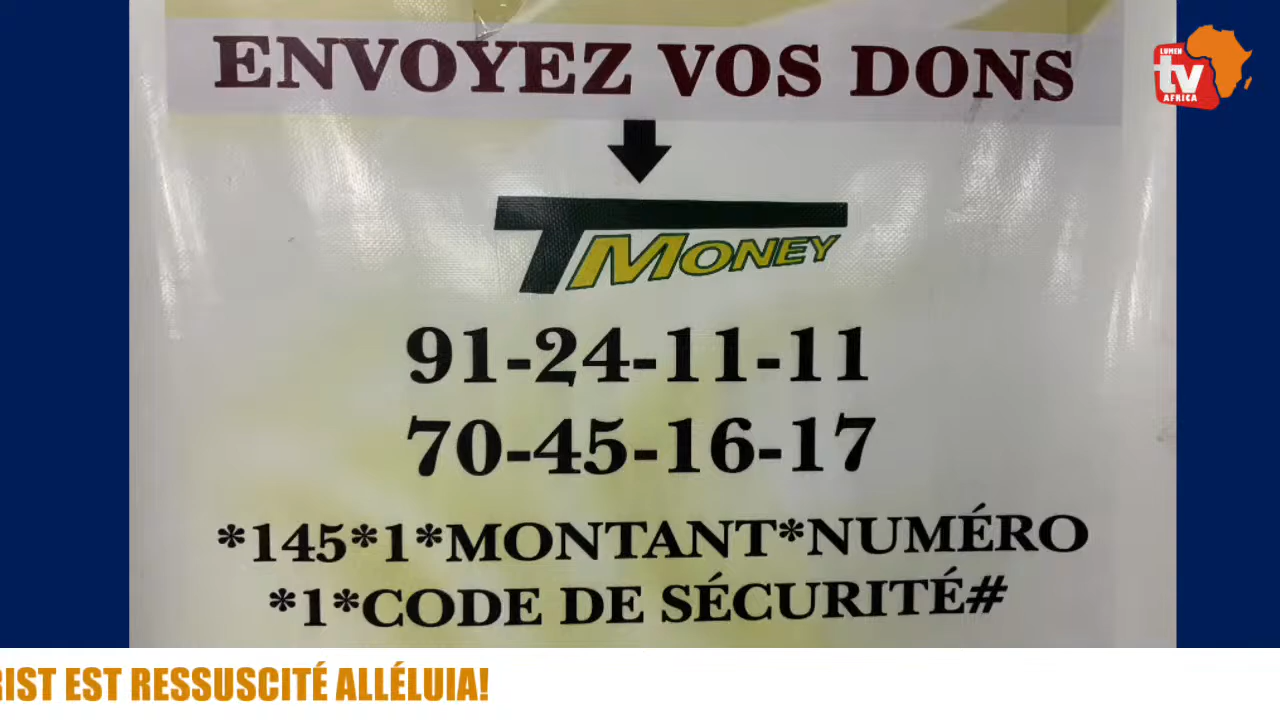 ENVOYEZ VOS DONS
LUMEN
tv
AFRICA
TMONEY
91-24-11-11
70-45-16-17
*145*1*MONTANT*NUMÉRO
*1*CODE DE SÉCURITÉ#
EST RESSUSCITÉ ALLÉLUIA!